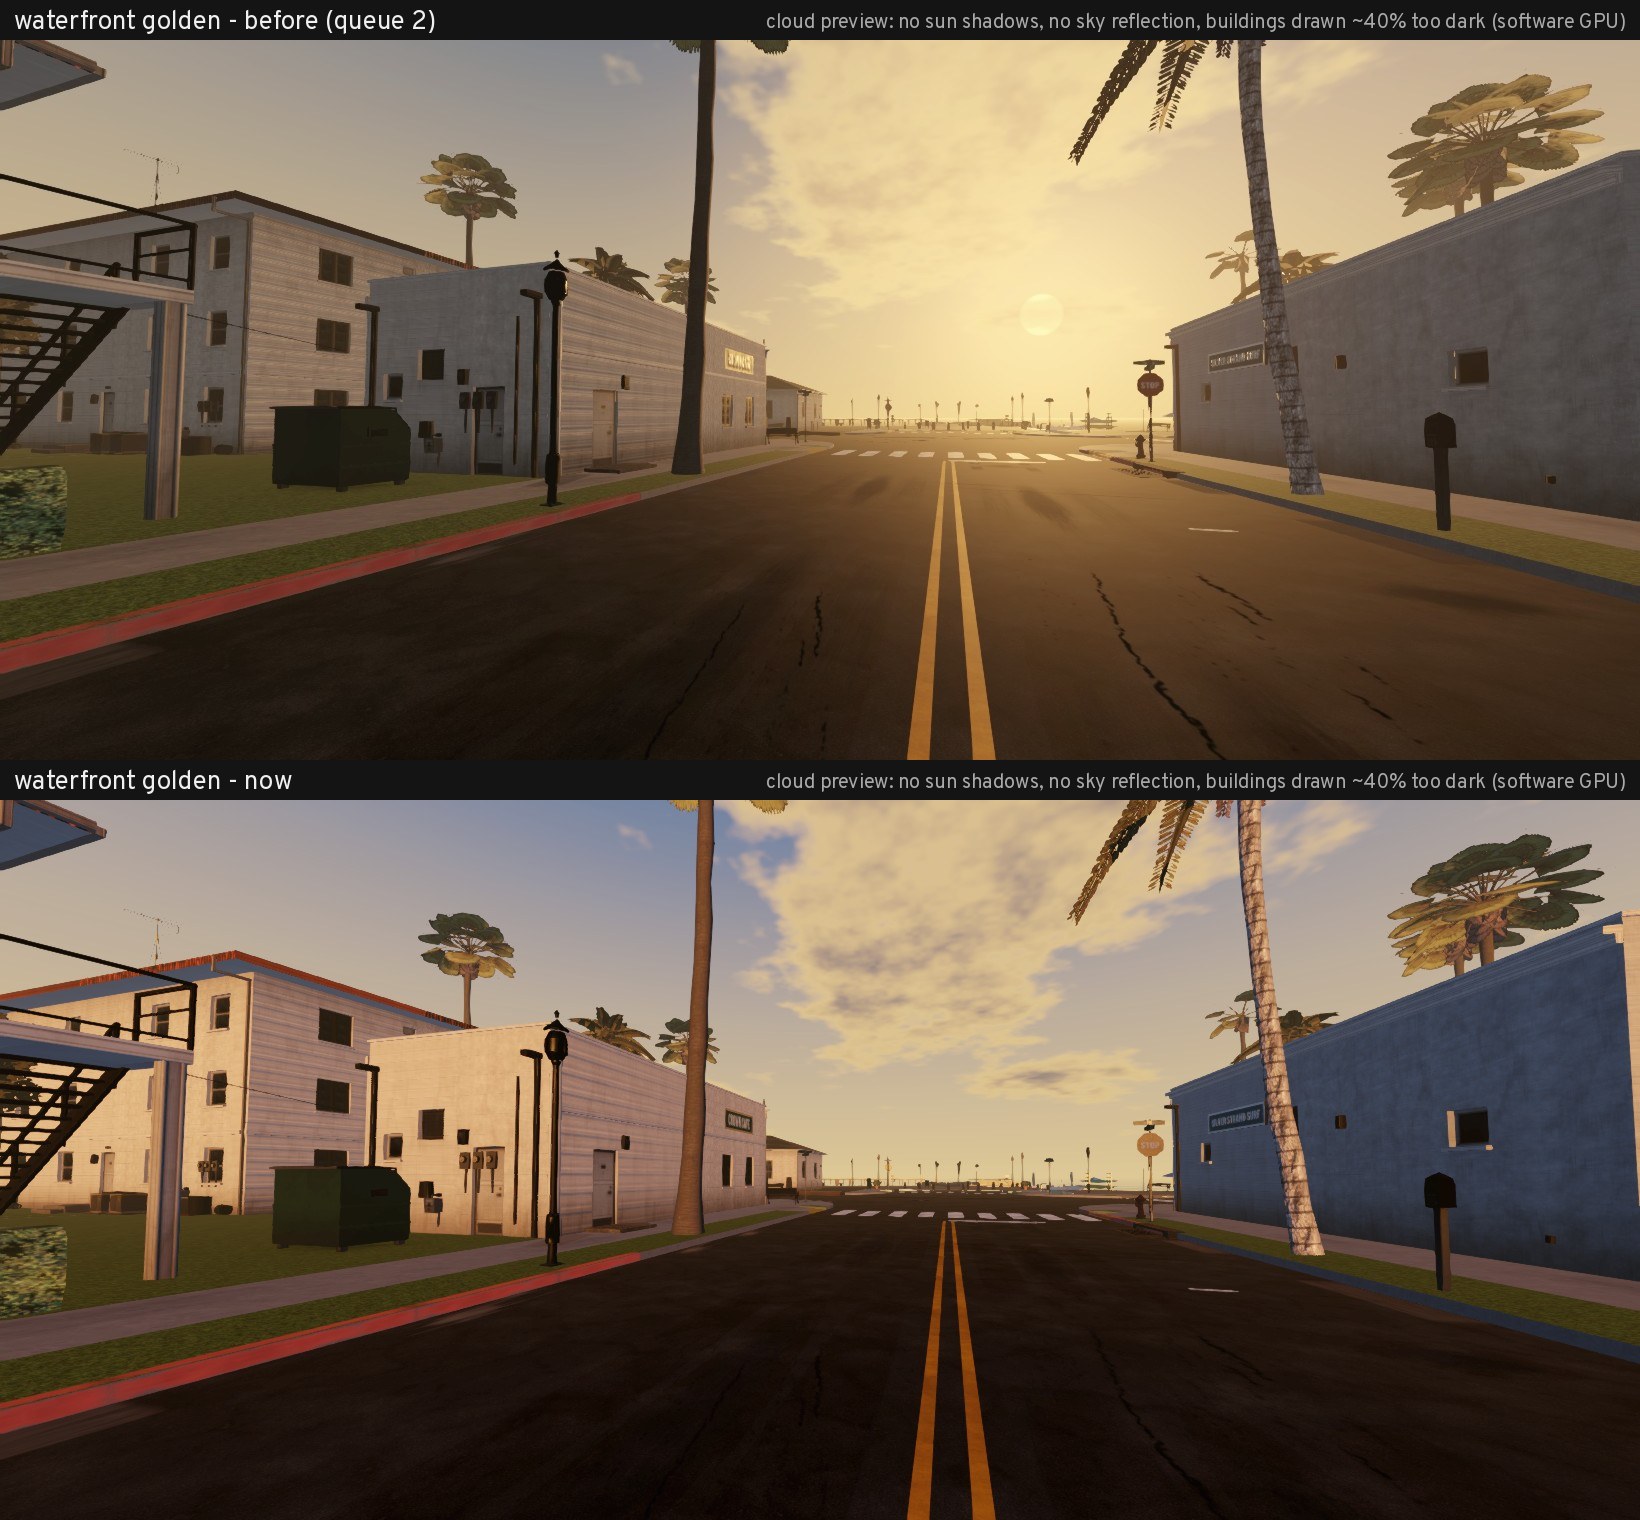 waterfront golden - before (queue 2)
cloud preview: no sun shadows, no sky reflection, buildings drawn ~40% too dark (software GPU)
STOP
waterfront golden - now
cloud preview: no sun shadows, no sky reflection, buildings drawn ~40% too dark (software GPU)
STOP